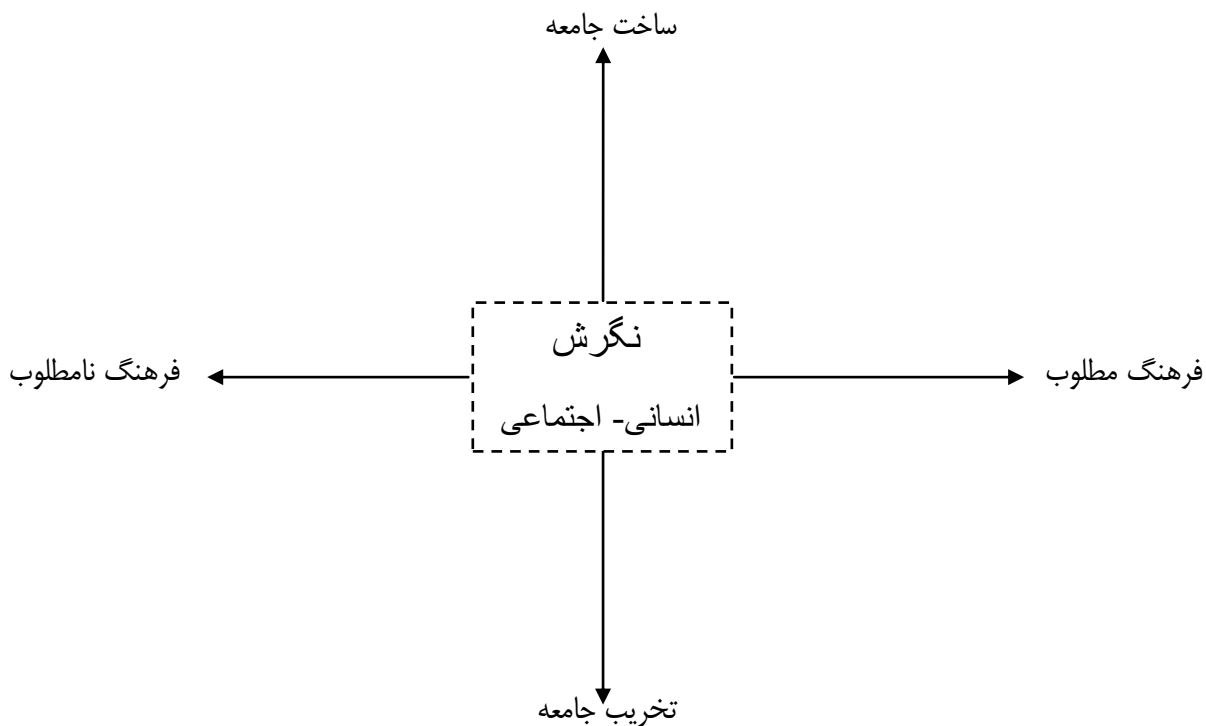 ساخت جامعه
نگرش
انسانی- اجتماعی
فرهنگ مطلوب
فرهنگ نامطلوب
تخریب جامعه